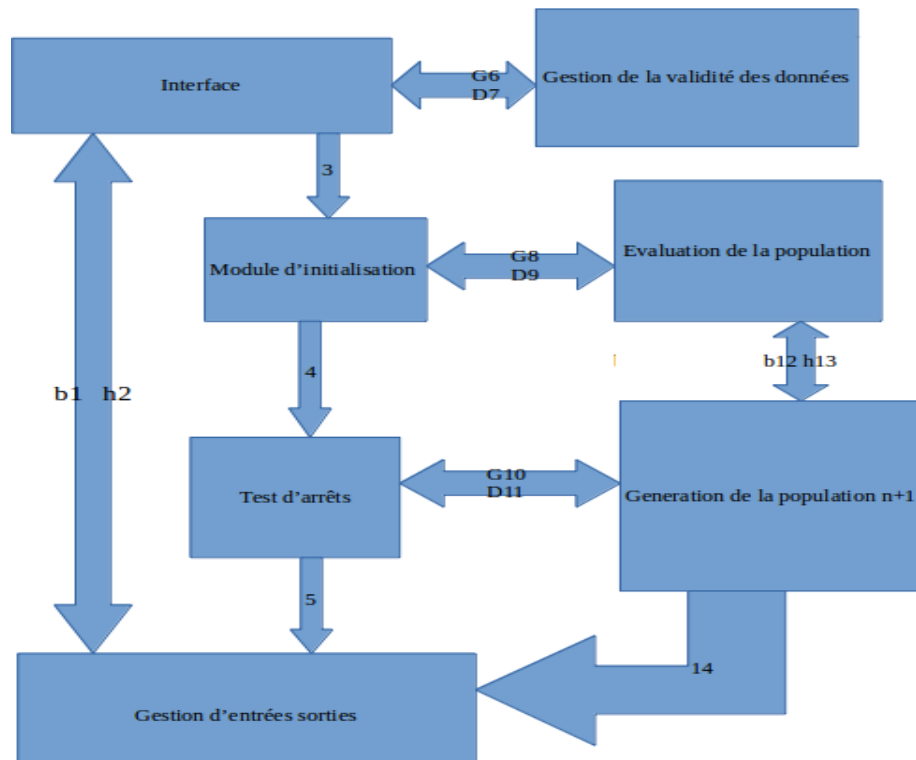 Interface
G6
D7
Gestion de la validité des données
3
Module d'initialisation
G8
D9
Evaluation de la population
4
b1 h2
b12 h13
Test d'arrêts
G10
D11
Generation de la population n+1
5
14
Gestion d'entrées sorties